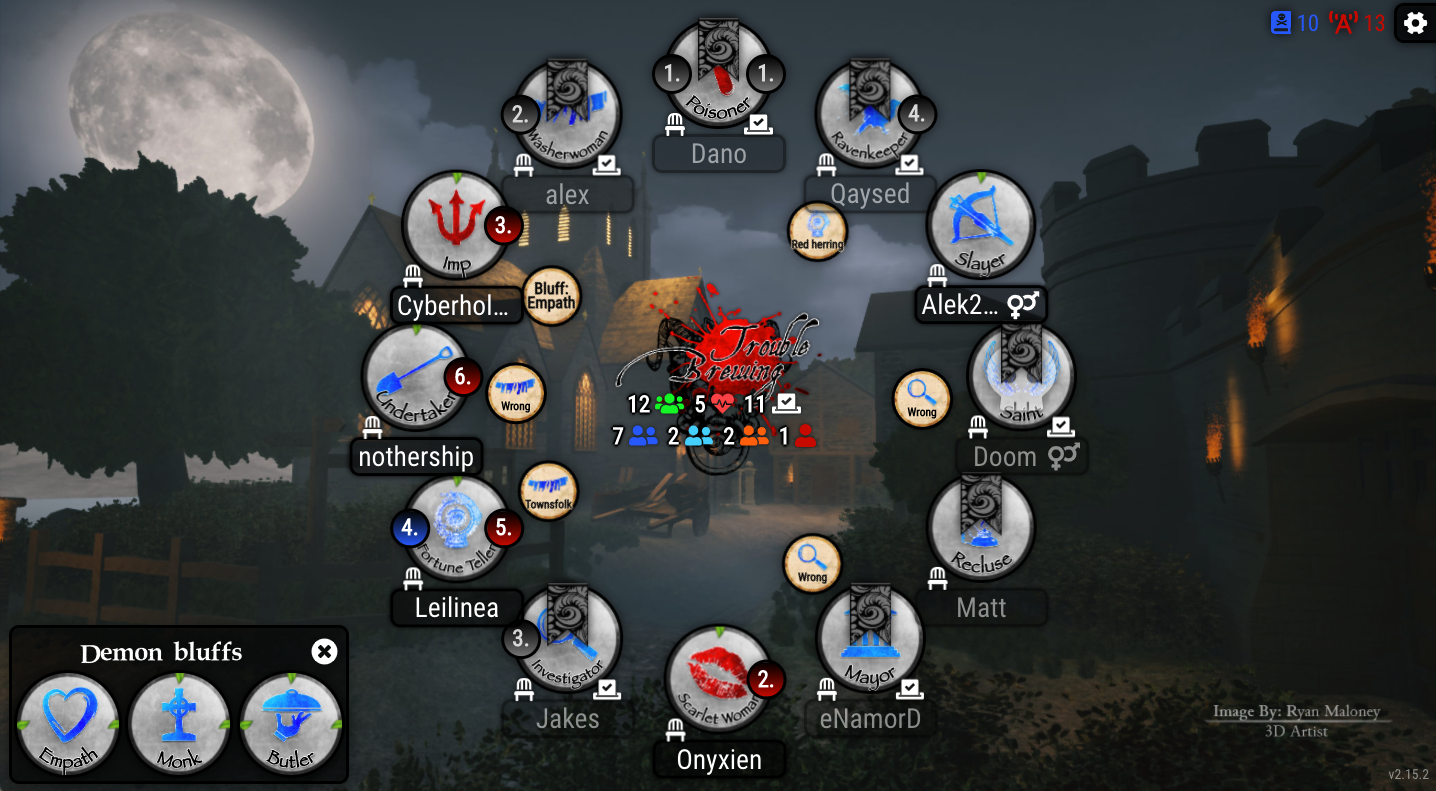 10 13
1. 1.
Poisoner
Dano
2.
Washerwoman
alex
4.
Ravenkeeper
Qaysed
3.
Imp
Cyberhol...
Bluff:
Empath
Red herring
Slayer
Alek2...
Trouble
Brewing
12 5 11
7 2 2 1
6.
Undertaker
nothership
Wrong
Wrong
Saint
Doom
4. 5.
Fortune Teller
Leilinea
Townsfolk
Recluse
Matt
3.
Investigator
Jakes
2.
Scarlet Woman
Onyxien
Wrong
Mayor
eNamorD
Demon bluffs
Empath
Monk
Butler
Image By: Ryan Maloney
3D Artist
v2.15.2